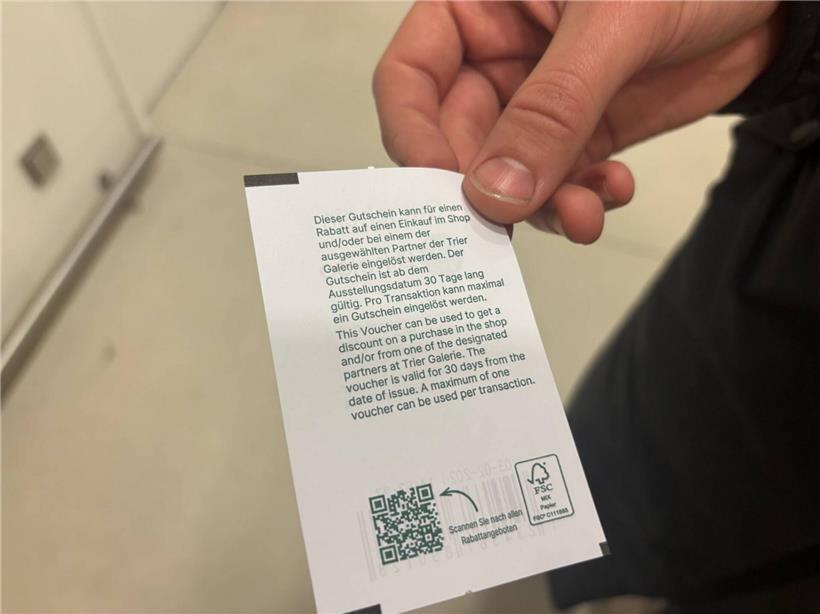 Dieser Gutschein kann für einen
Rabatt auf einen Einkauf im Shop
und/oder bei einem der
ausgewählten Partner der Trier
Galerie eingelöst werden. Der
Gutschein ist ab dem
Ausstellungsdatum 30 Tage lang
gültig. Pro Transaktion kann maximal
ein Gutschein eingelöst werden.
This Voucher can be used to get a
discount on a purchase in the shop
and/or from one of the designated
partners at Trier Galerie. The
voucher is valid for 30 days from the
date of issue. A maximum of one
voucher can be used per transaction.
Scannen Sie nach allen
Rabattangeboten
FSC
MIX
Papier